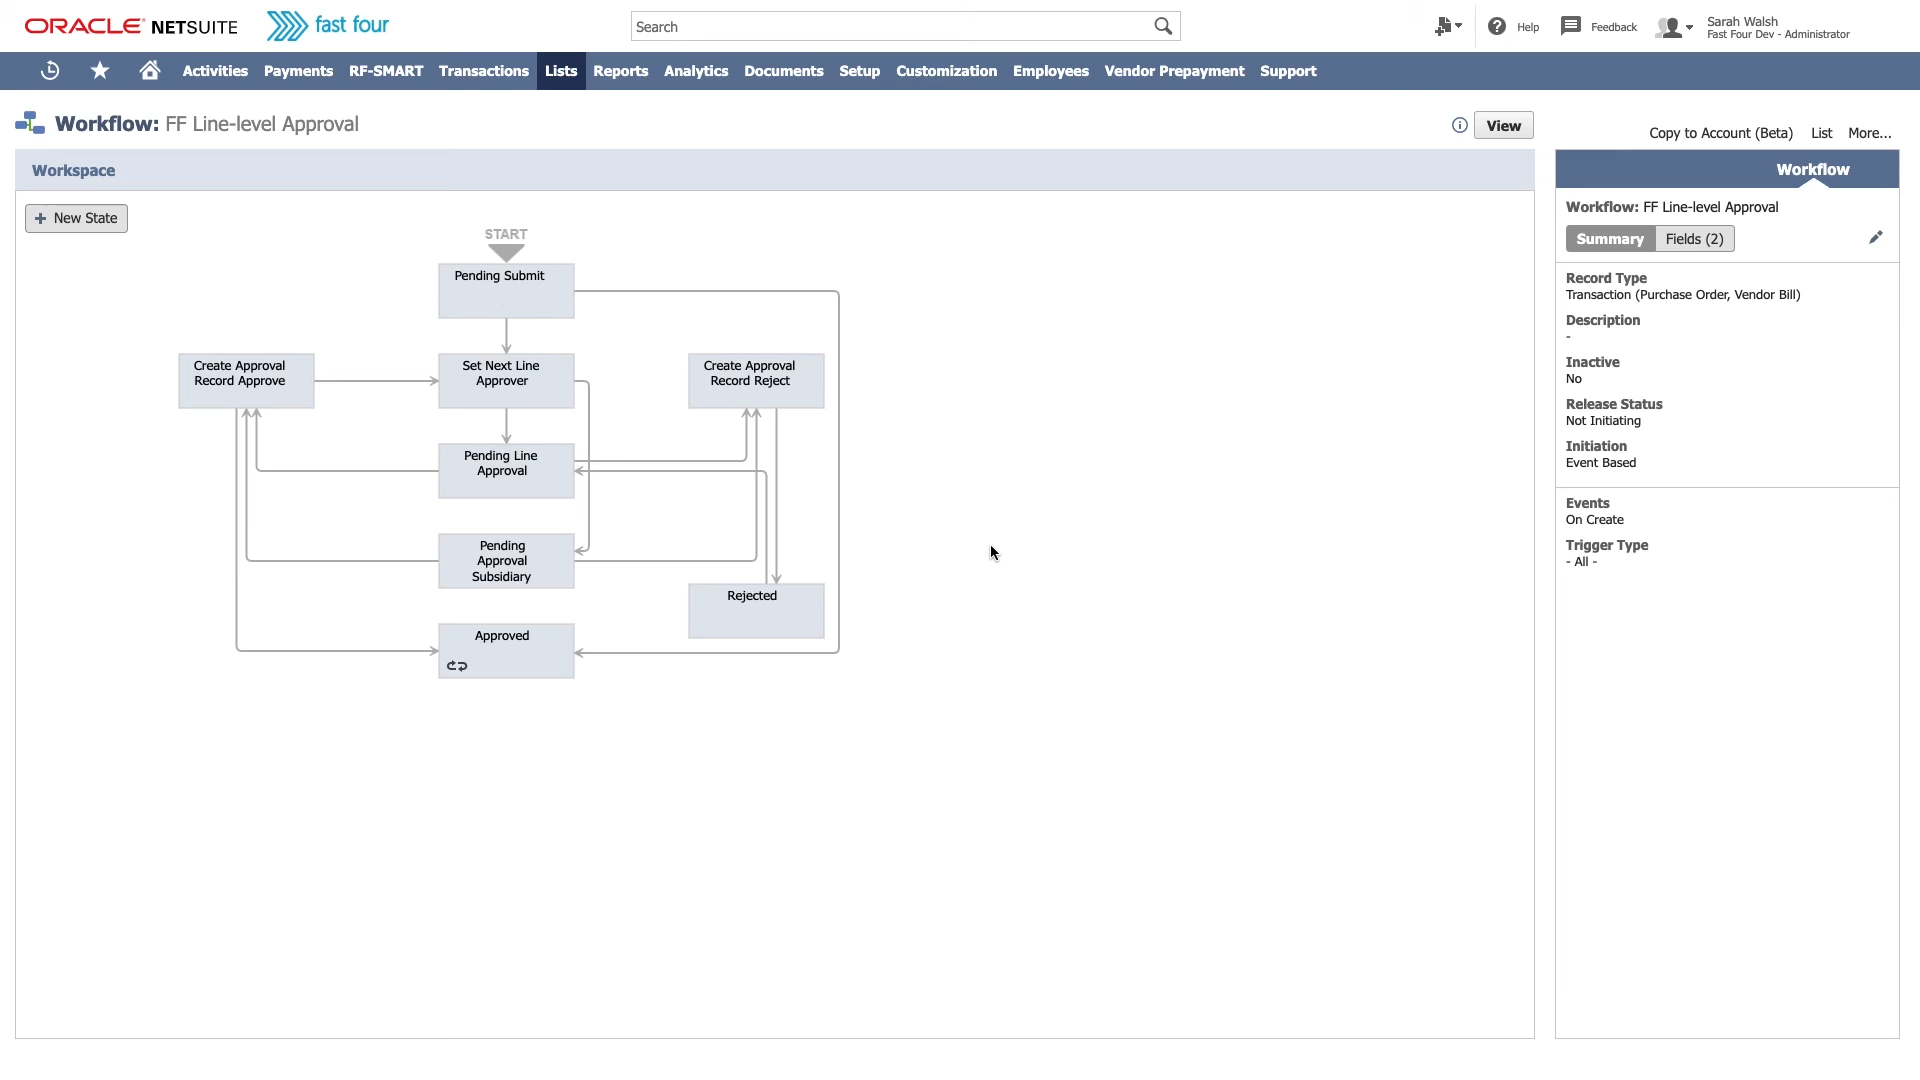 ORACLE NETSUITE
fast four
Search
Help
Feedback
Sarah Walsh
Fast Four Dev - Administrator
Activities Payments RF-SMART Transactions Lists Reports Analytics Documents Setup Customization Employees Vendor Prepayment Support
Workflow: FF Line-level Approval
View
Copy to Account (Beta) List More...
Workspace
Workflow
New State
START
Pending Submit
Create Approval
Record Approve
Set Next Line
Approver
Create Approval
Record Reject
Pending Line
Approval
Pending
Approval
Subsidiary
Rejected
Approved
Workflow: FF Line-level Approval
Summary Fields (2)
Record Type
Transaction (Purchase Order, Vendor Bill)
Description
-
Inactive
No
Release Status
Not Initiating
Initiation
Event Based
Events
On Create
Trigger Type
- All -